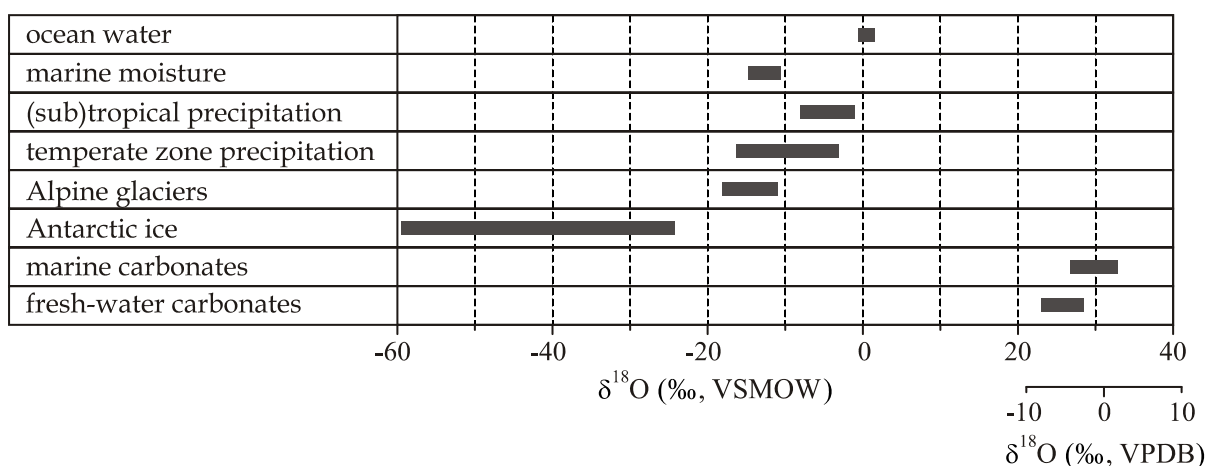 ocean water
marine moisture
(sub)tropical precipitation
temperate zone precipitation
Alpine glaciers
Antarctic ice
marine carbonates
fresh-water carbonates
-60 -40 -20 0 20 40
δ¹⁸O (‰, VSMOW)
-10 0 10
δ¹⁸O (‰, VPDB)